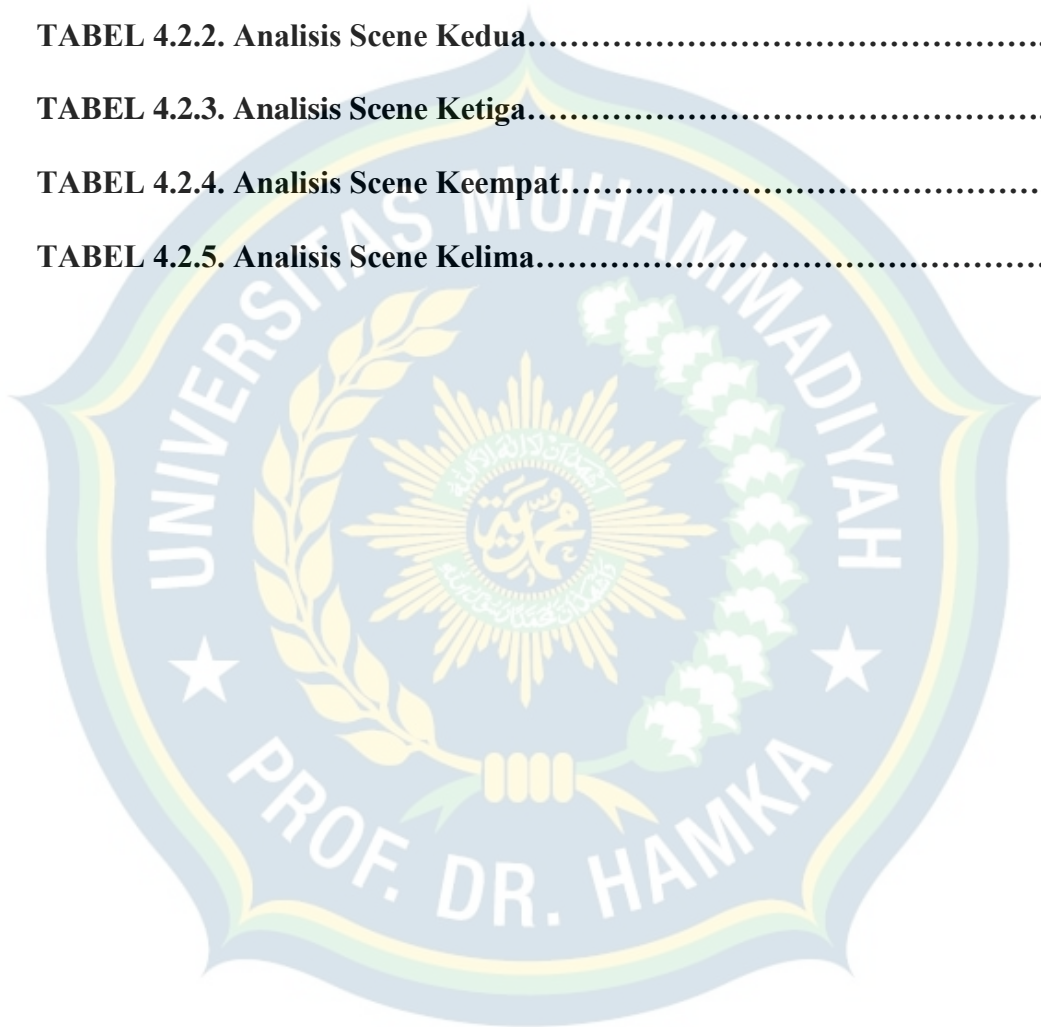 TABEL 4.2.2. Analisis Scene Kedua……………………………………………….
TABEL 4.2.3. Analisis Scene Ketiga……………………………………………….
TABEL 4.2.4. Analisis Scene Keempat…………………………………………….
TABEL 4.2.5. Analisis Scene Kelima……………………………………………….
UNIVERSITAS MUHAMMADIYAH
محمدية
PROF. DR. HAMKA